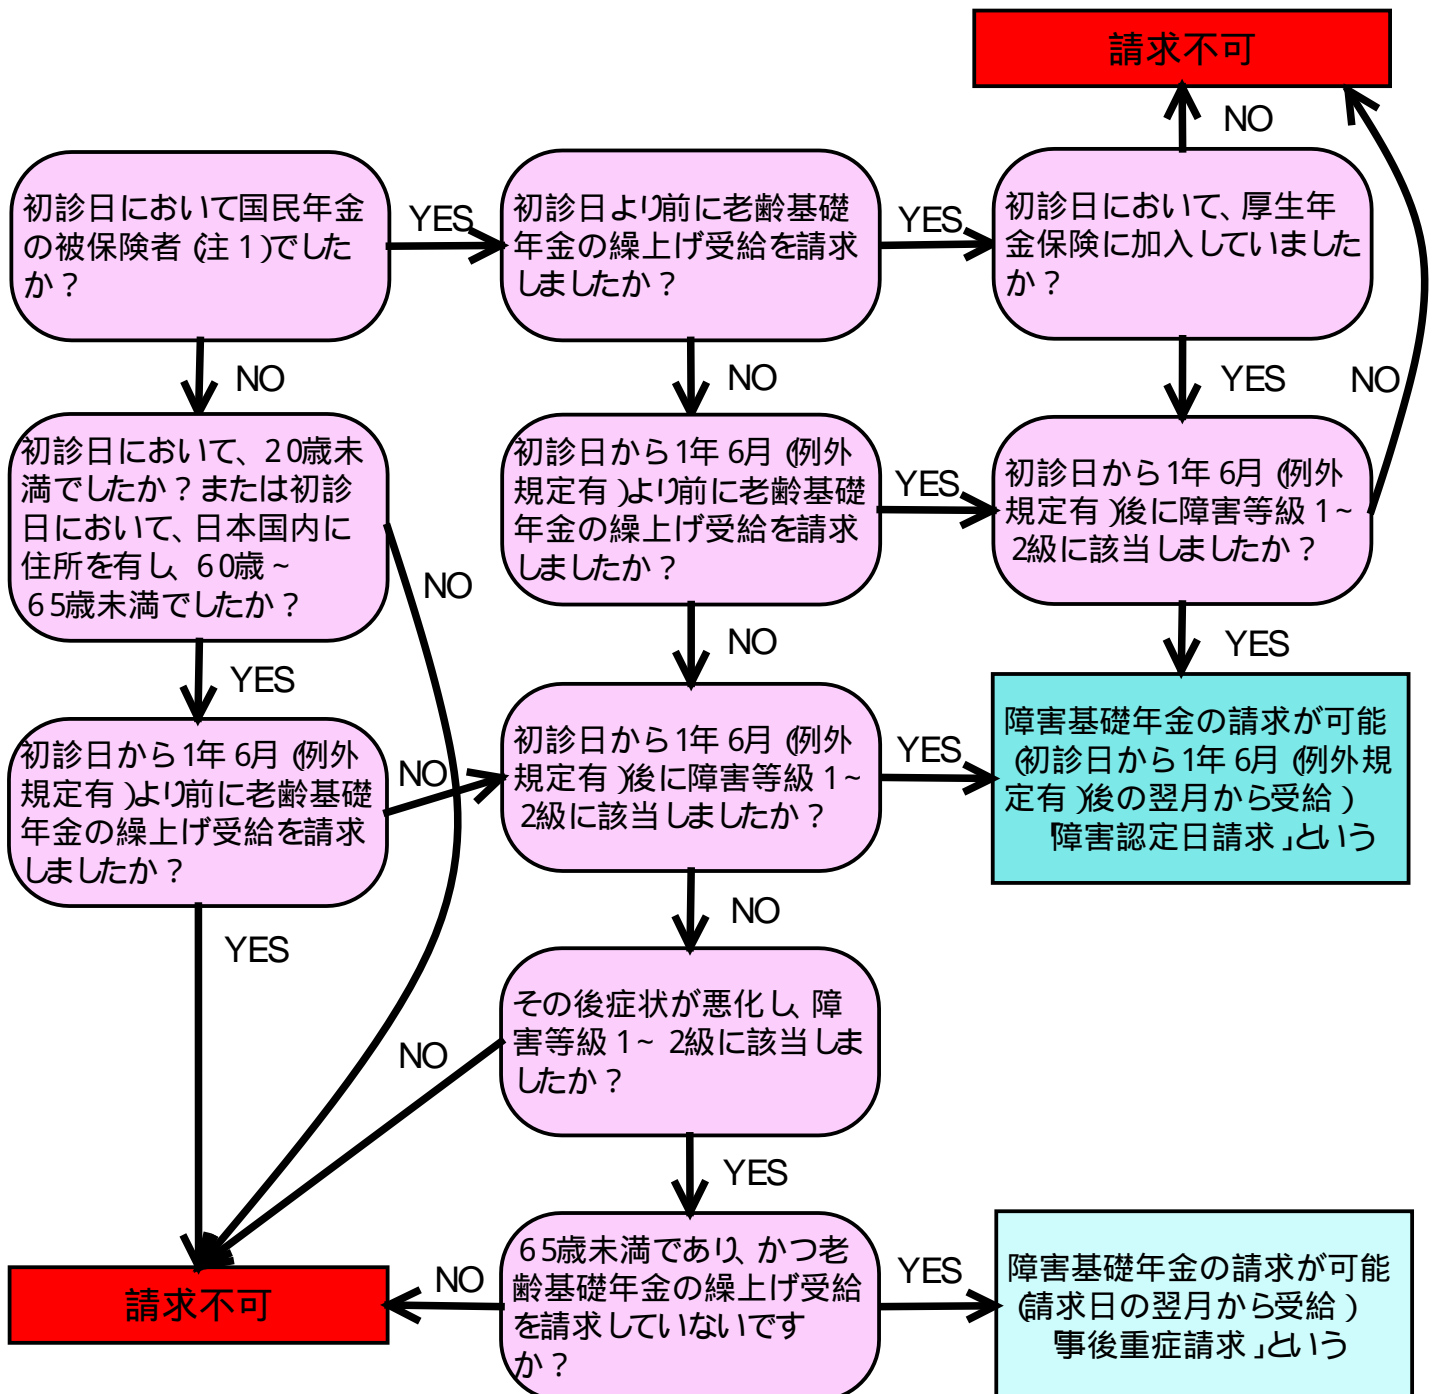 請求不可
NO
初診日において国民年金
の被保険者(注1)でした
か?
YES
初診日より前に老齢基礎
年金の繰上げ受給を請求
しましたか?
YES
初診日において、厚生年
金保険に加入していました
か?
NO
NO
YES
NO
初診日において、20歳未
満でしたか?または初診
日において、日本国内に
住所を有し、60歳~
65歳未満でしたか?
NO
初診日から1年6月(例外
規定有)より前に老齢基礎
年金の繰上げ受給を請求
しましたか?
YES
初診日から1年6月(例外
規定有)後に障害等級1~
2級に該当しましたか?
YES
NO
YES
初診日から1年6月(例外
規定有)より前に老齢基礎
年金の繰上げ受給を請求
しましたか?
NO
初診日から1年6月(例外
規定有)後に障害等級1~
2級に該当しましたか?
YES
障害基礎年金の請求が可能
(初診日から1年6月(例外規
定有)後の翌月から受給)
「障害認定日請求」という
YES
NO
その後症状が悪化し、障
害等級1~2級に該当しま
したか?
NO
YES
請求不可
NO
65歳未満であり、かつ老
齢基礎年金の繰上げ受給
を請求していないです
か?
YES
障害基礎年金の請求が可能
(請求日の翌月から受給)
「事後重症請求」という